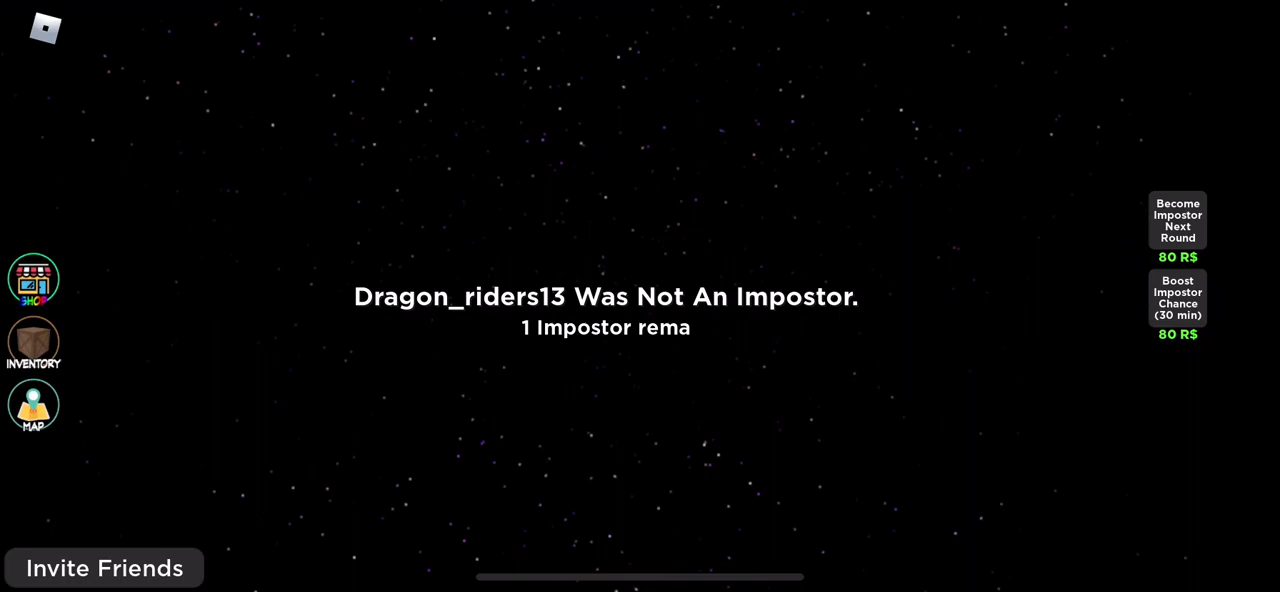 Dragon_riders13 Was Not An Impostor.
1 Impostor rema
Become
Impostor
Next
Round
80 R$
Boost
Impostor
Chance
(30 min)
80 R$
SHOP
INVENTORY
MAP
Invite Friends